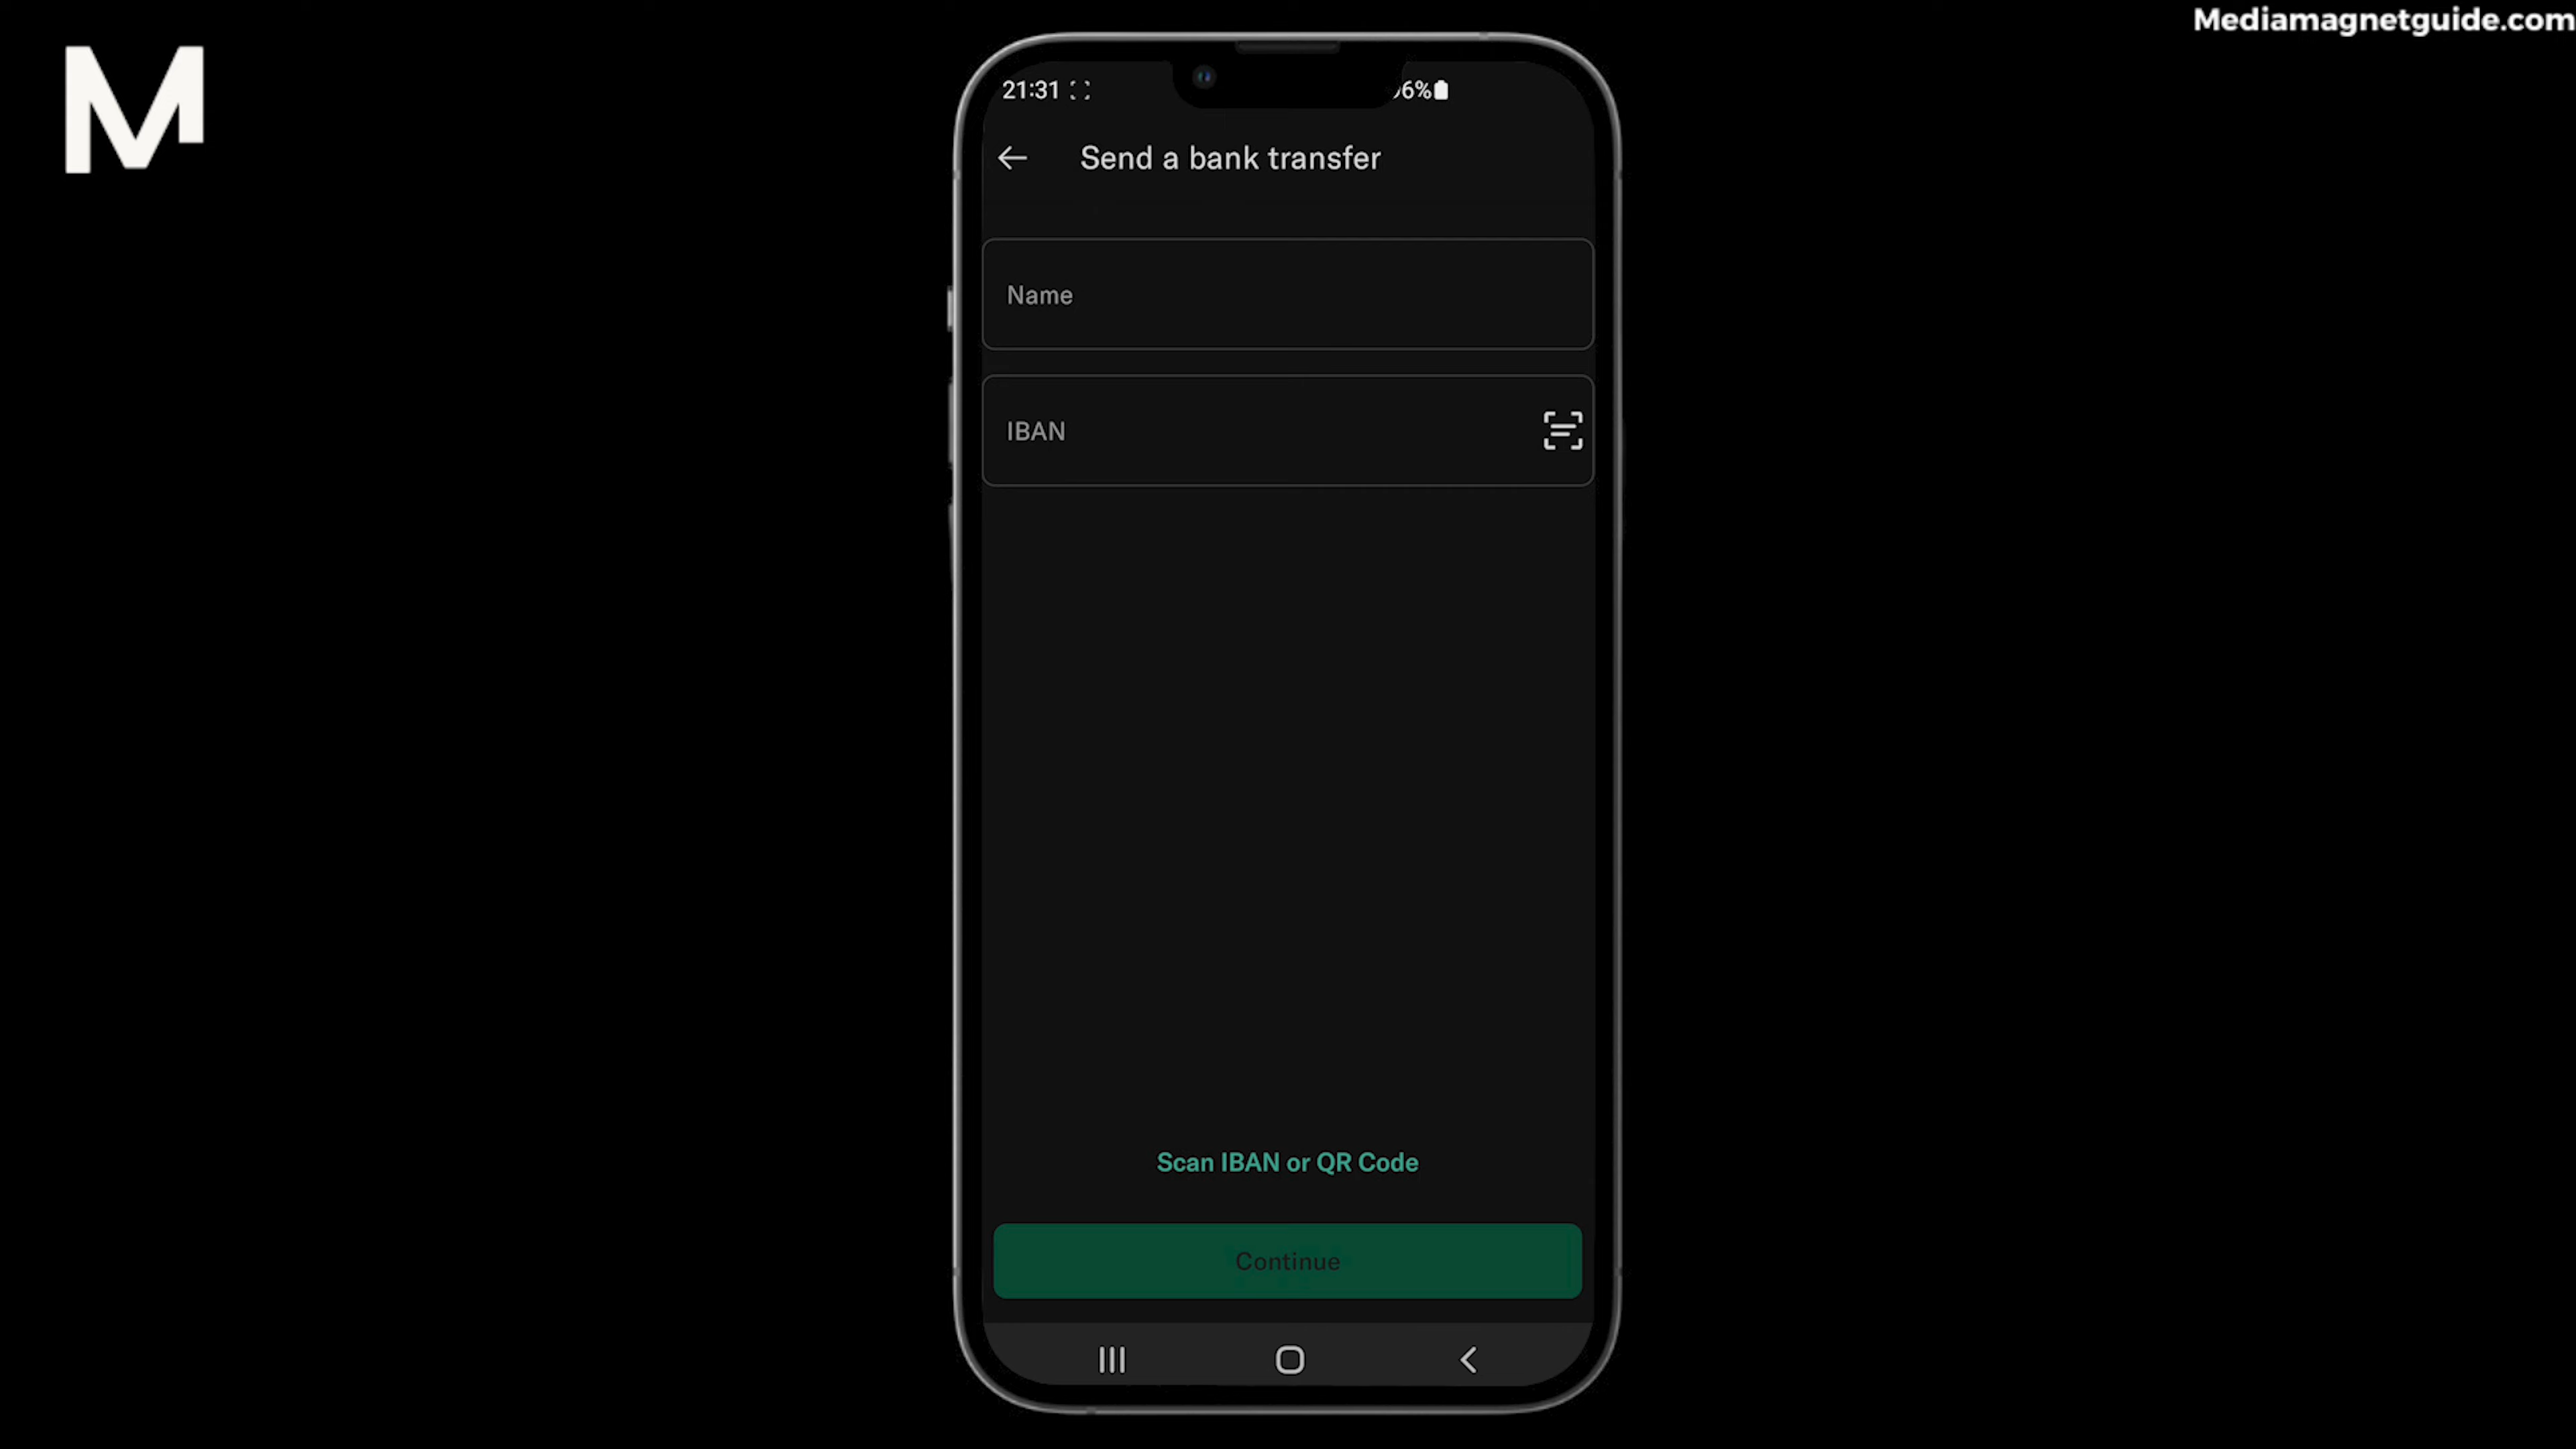 Mediamagnetguide.com
M
21:31
6%
Send a bank transfer
Name
IBAN
Scan IBAN or QR Code
Continue